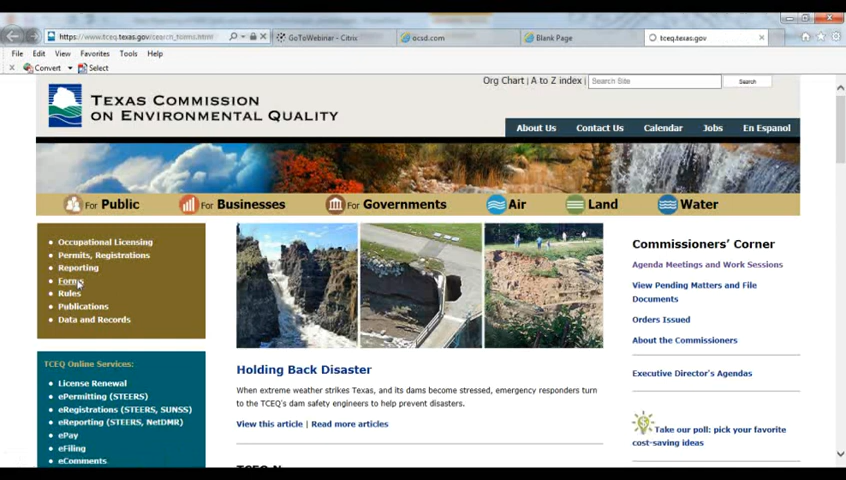 https://www.tceq.texas.gov/search_forms.html
GoToWebinar - Citrix
ocsd.com
Blank Page
tceq.texas.gov
File Edit View Favorites Tools Help
Convert Select
Org Chart | A to Z index | Search Site Search
TEXAS COMMISSION
ON ENVIRONMENTAL QUALITY
About Us Contact Us Calendar Jobs En Espanol
For Public For Businesses For Governments Air Land Water
Occupational Licensing
Permits, Registrations
Reporting
Forms
Rules
Publications
Data and Records
TCEQ Online Services:
License Renewal
ePermitting (STEERS)
eRegistrations (STEERS, SUNSS)
eReporting (STEERS, NetDMR)
ePay
eFiling
eComments
Holding Back Disaster
When extreme weather strikes Texas, and its dams become stressed, emergency responders turn
to the TCEQ's dam safety engineers to help prevent disasters.
View this article | Read more articles
Commissioners' Corner
Agenda Meetings and Work Sessions
View Pending Matters and File
Documents
Orders Issued
About the Commissioners
Executive Director's Agendas
Take our poll: pick your favorite
cost-saving ideas